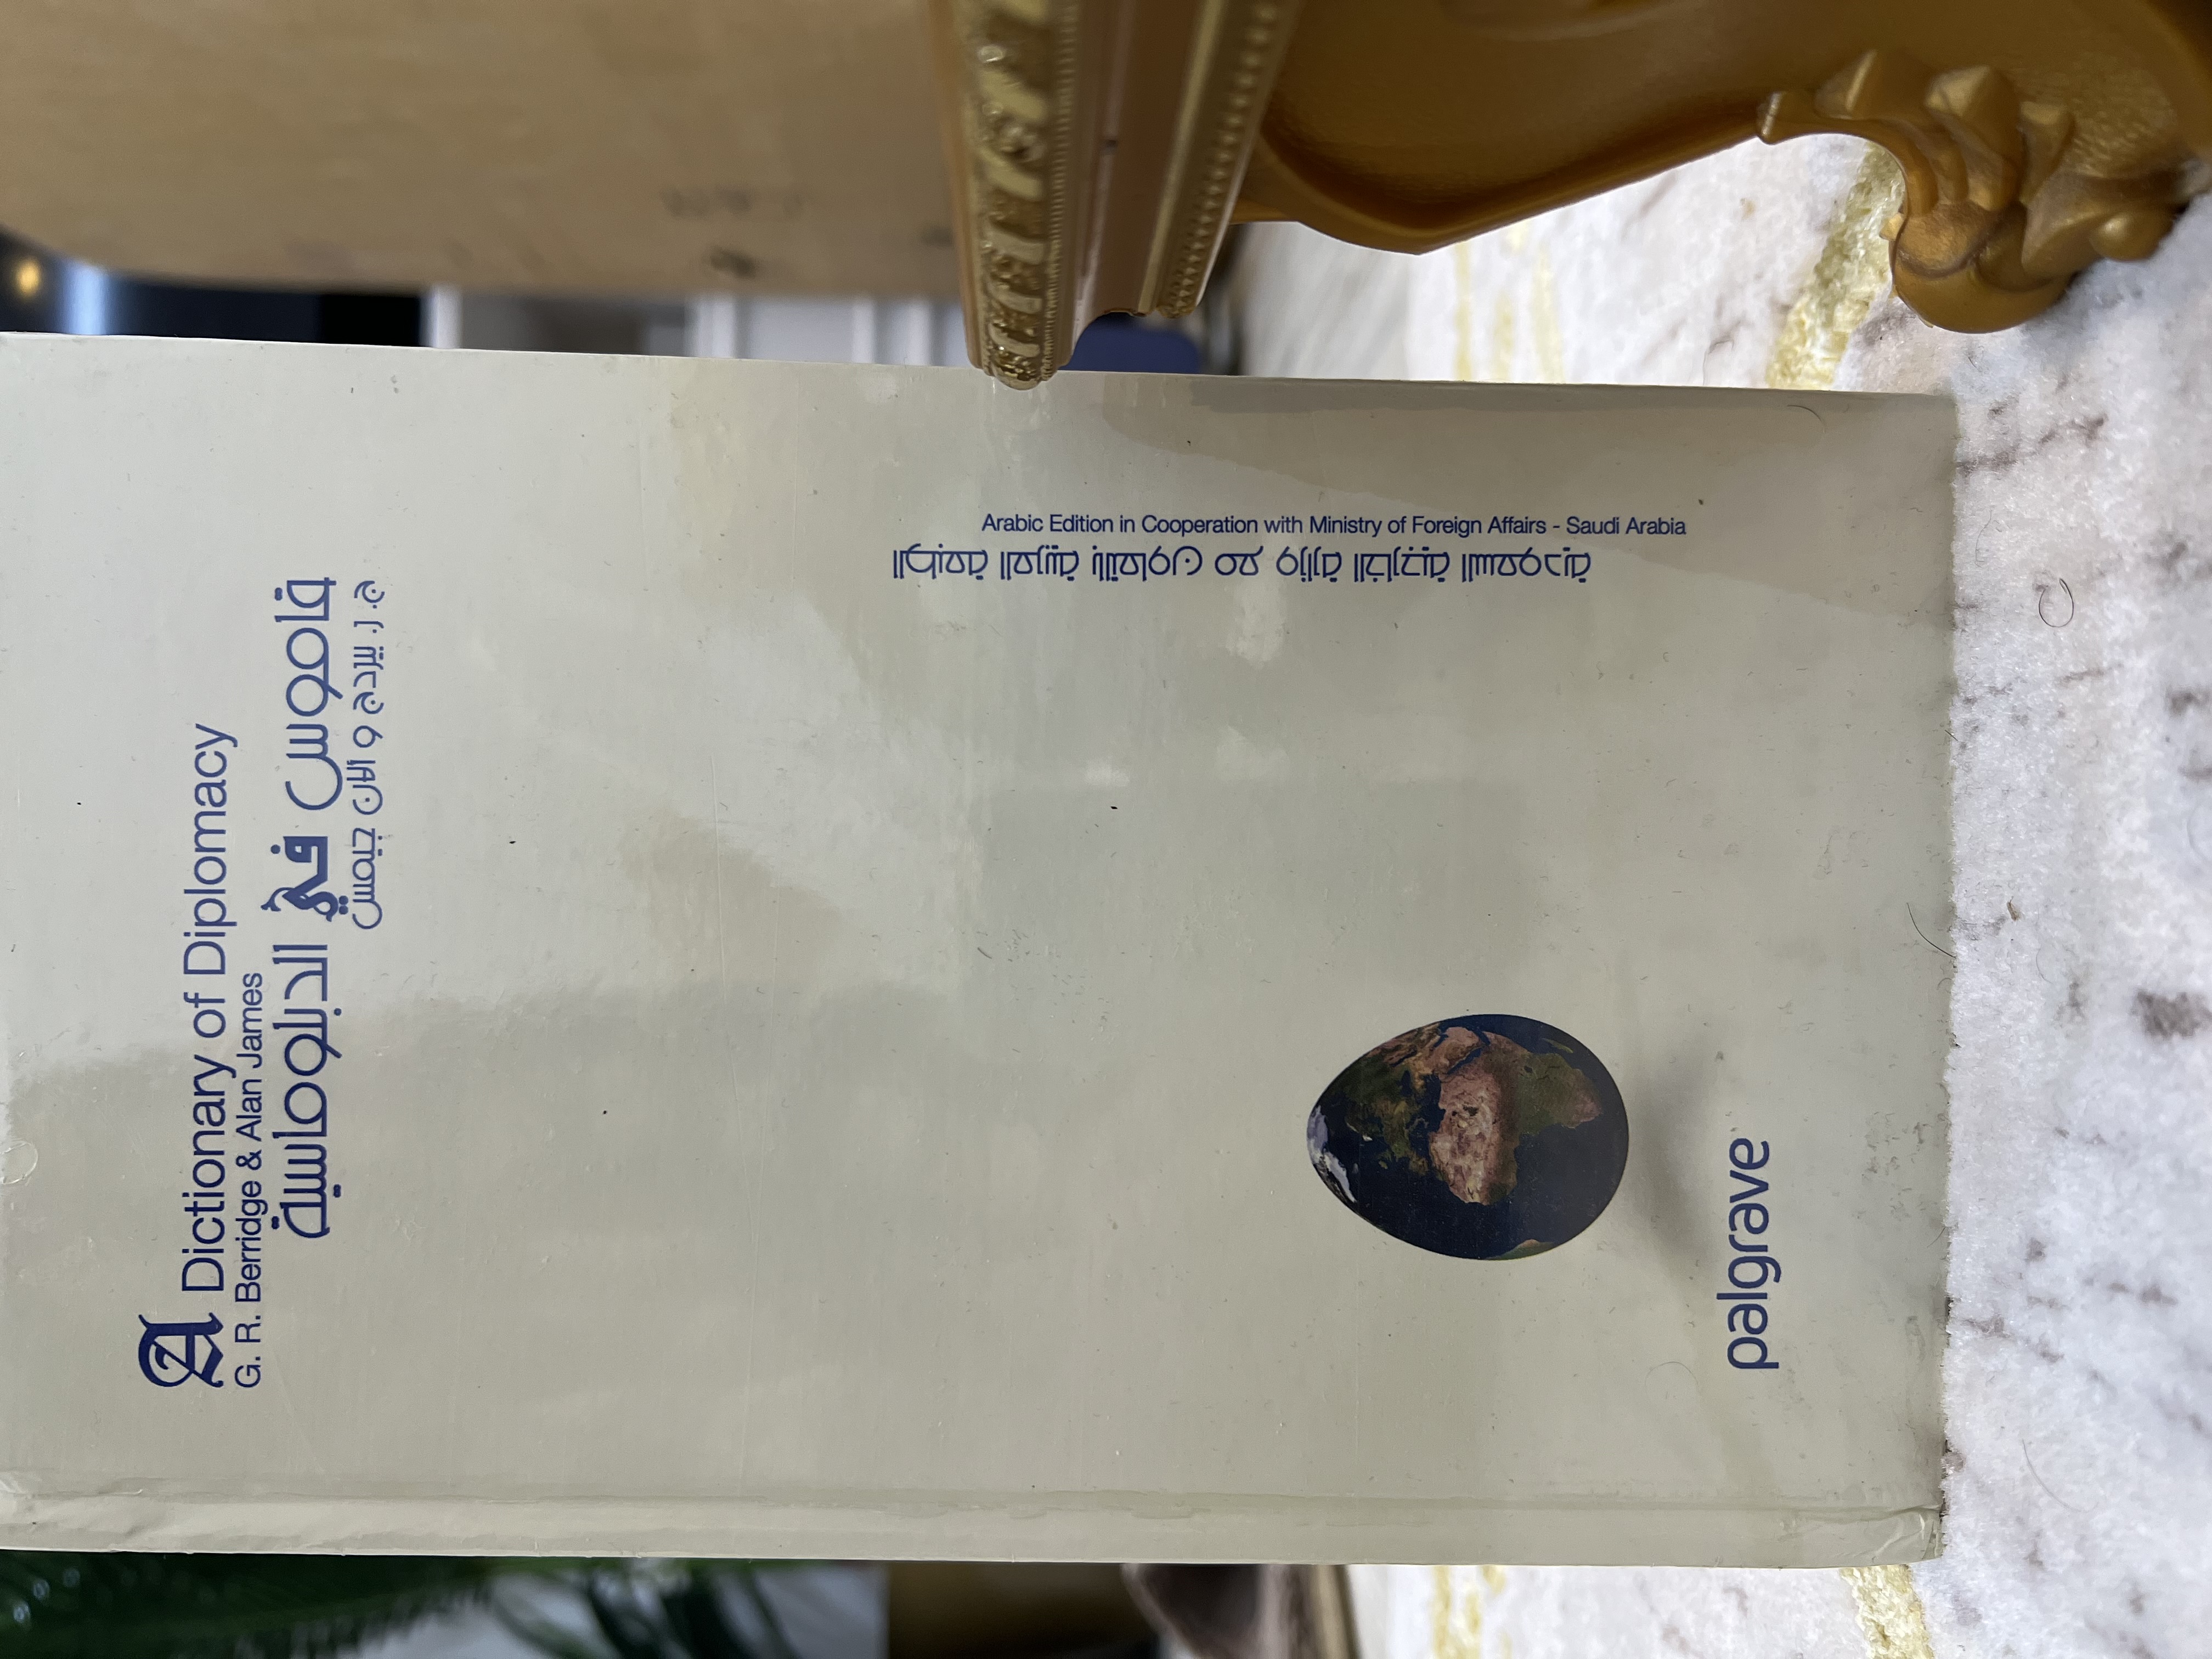 A Dictionary of Diplomacy
G. R. Berridge & Alan James
قاموس في الدبلوماسية
ج. ر. بيردج و آلان جيمس
Arabic Edition in Cooperation with Ministry of Foreign Affairs - Saudi Arabia
الطبعة العربية بالتعاون مع وزارة الخارجية السعودية
palgrave